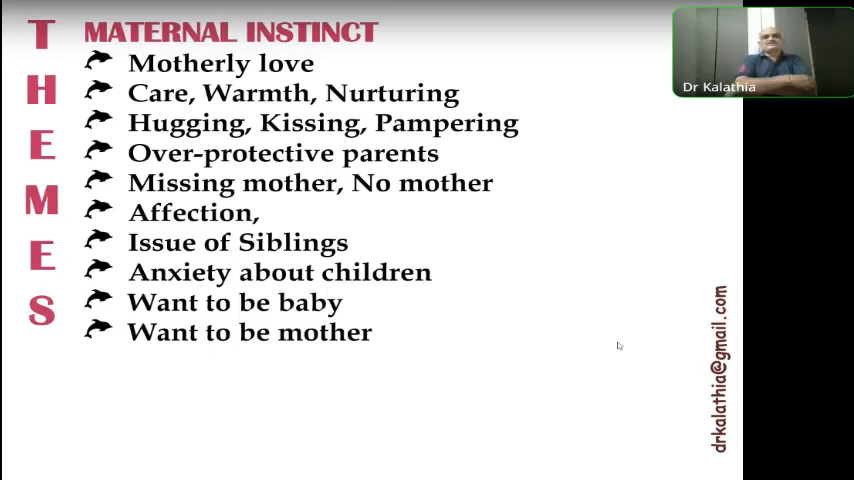 THEMES
MATERNAL INSTINCT
Motherly love
Care, Warmth, Nurturing
Hugging, Kissing, Pampering
Over-protective parents
Missing mother, No mother
Affection,
Issue of Siblings
Anxiety about children
Want to be baby
Want to be mother
Dr Kalathia
drkalathia@gmail.com